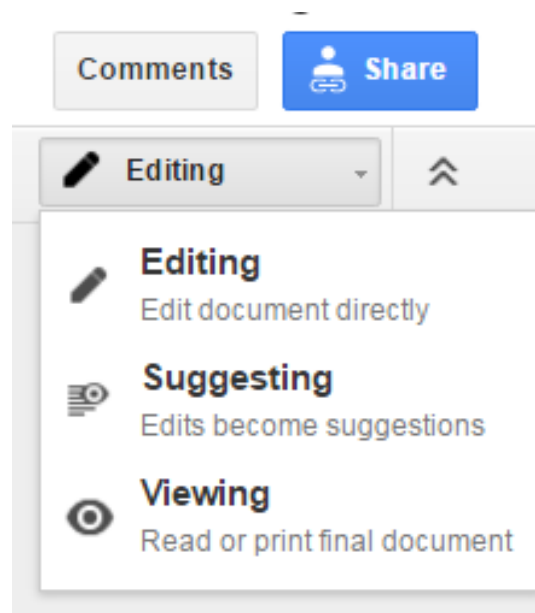 Comments
Share
Editing
Editing
Edit document directly
Suggesting
Edits become suggestions
Viewing
Read or print final document